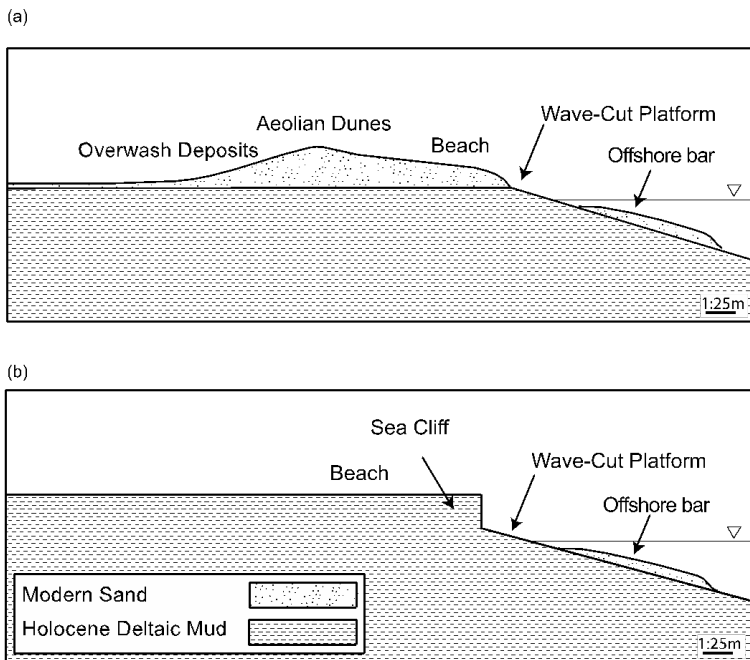 (a)
Wave-Cut Platform
Aeolian Dunes
Beach
Overwash Deposits
Offshore bar
1:25m
(b)
Sea Cliff
Wave-Cut Platform
Beach
Offshore bar
Modern Sand
Holocene Deltaic Mud
1:25m